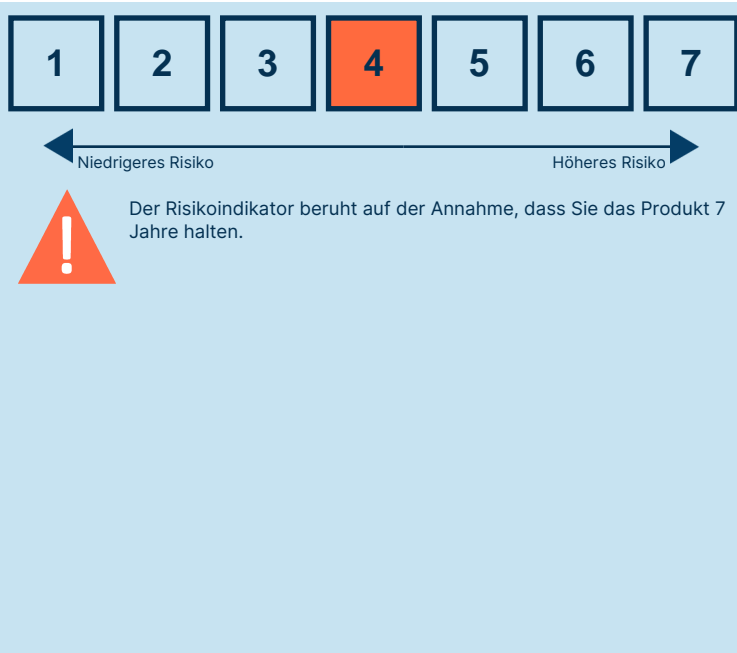 1 2 3 4 5 6 7
Niedrigeres Risiko Höheres Risiko
Der Risikoindikator beruht auf der Annahme, dass Sie das Produkt 7
Jahre halten.